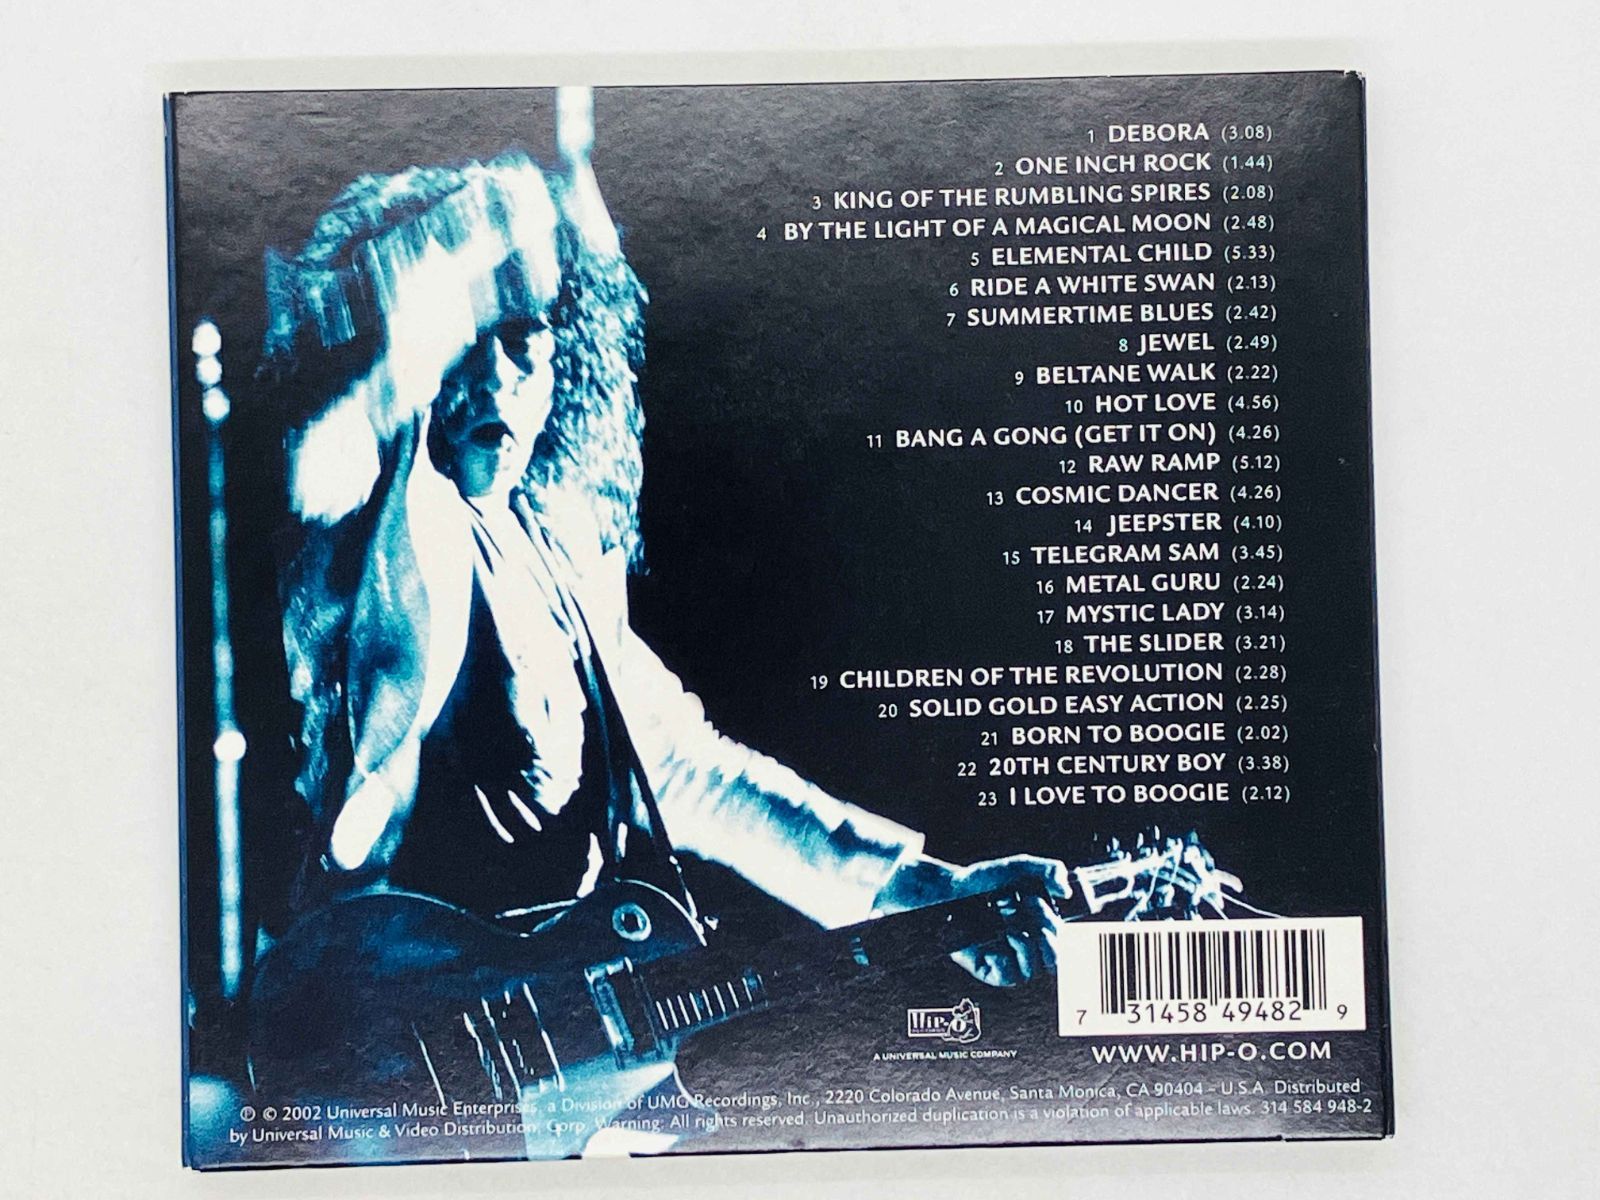 1 DEBORA (3.08)
2 ONE INCH ROCK (1.44)
3 KING OF THE RUMBLING SPIRES (2.08)
4 BY THE LIGHT OF A MAGICAL MOON (2.48)
5 ELEMENTAL CHILD (5.33)
6 RIDE A WHITE SWAN (2.13)
7 SUMMERTIME BLUES (2.42)
8 JEWEL (2.49)
9 BELTANE WALK (2.22)
10 HOT LOVE (4.56)
11 BANG A GONG (GET IT ON) (4.26)
12 RAW RAMP (5.12)
13 COSMIC DANCER (4.26)
14 JEEPSTER (4.10)
15 TELEGRAM SAM (3.45)
16 METAL GURU (2.24)
17 MYSTIC LADY (3.14)
18 THE SLIDER (3.21)
19 CHILDREN OF THE REVOLUTION (2.28)
20 SOLID GOLD EASY ACTION (2.25)
21 BORN TO BOOGIE (2.02)
22 20TH CENTURY BOY (3.38)
23 I LOVE TO BOOGIE (2.12)
7 31458 49482 9
HIP-O
A UNIVERSAL MUSIC COMPANY
WWW.HIP-O.COM
℗ © 2002 Universal Music Enterprises, a Division of UMG Recordings, Inc., 2220 Colorado Avenue, Santa Monica, CA 90404 – U.S.A. Distributed
by Universal Music & Video Distribution, Corp. Warning: All rights reserved. Unauthorized duplication is a violation of applicable laws. 314 584 948-2